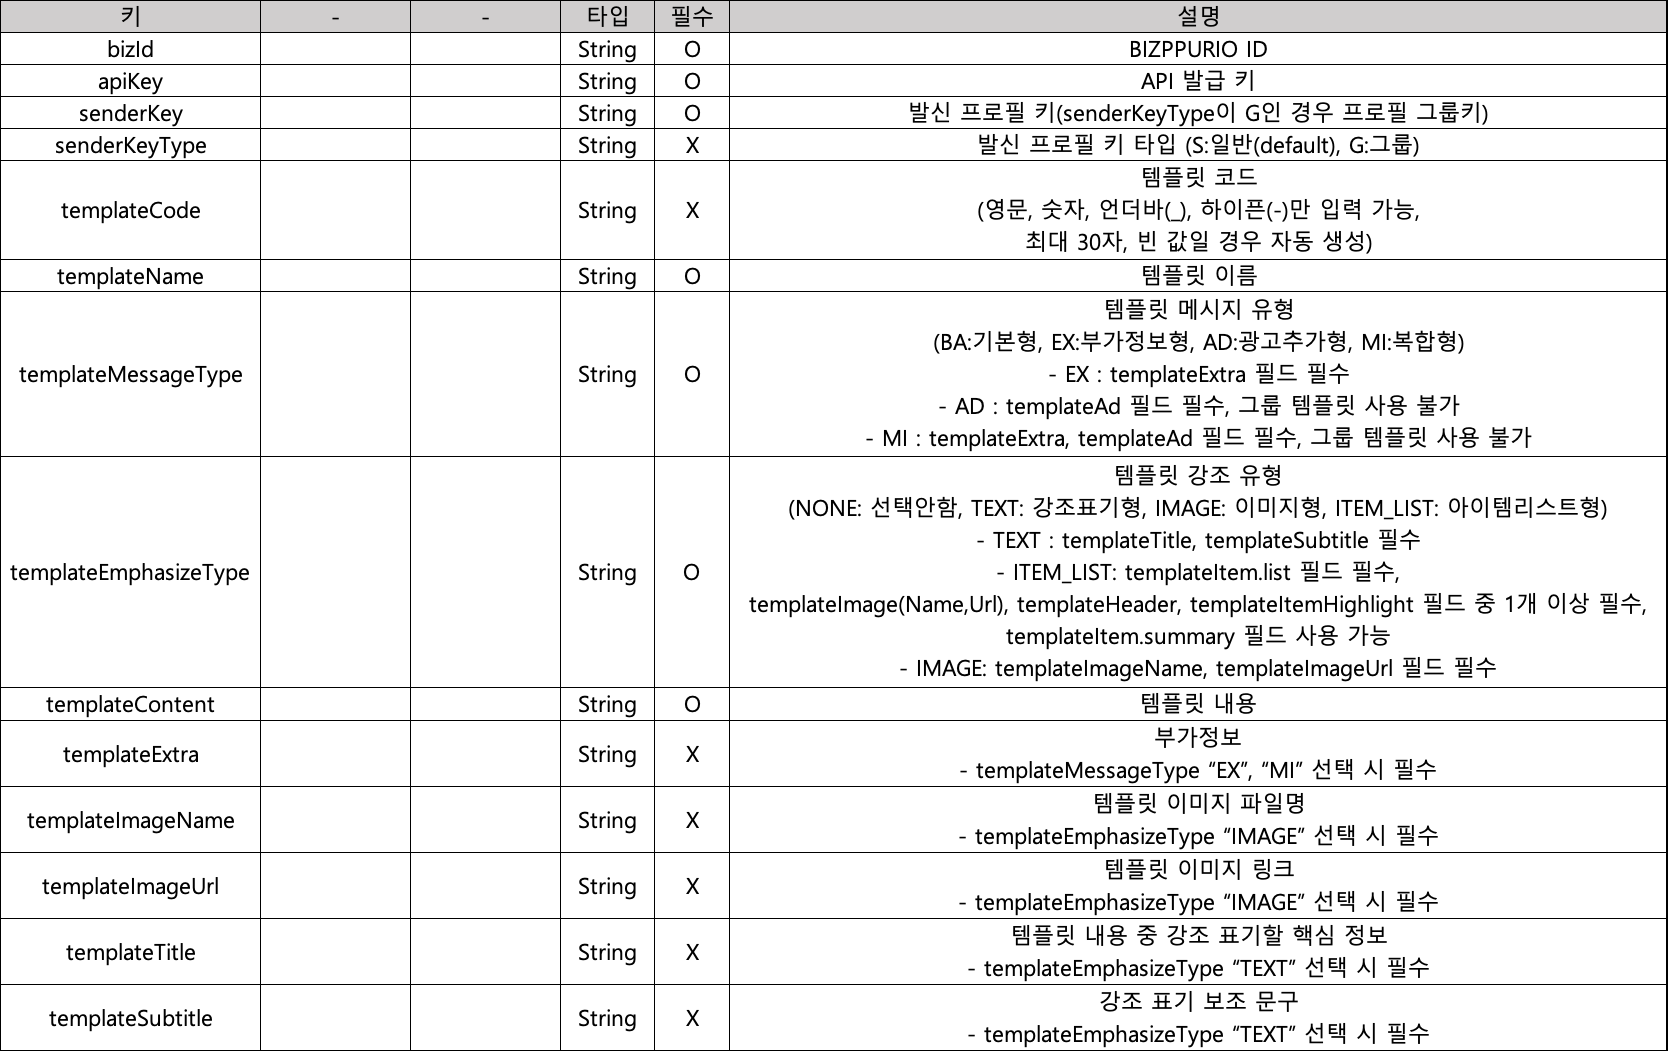 키 - - 타입 필수 설명
bizId String O BIZPPURIO ID
apiKey String O API 발급 키
senderKey String O 발신 프로필 키(senderKeyType이 G인 경우 프로필 그룹키)
senderKeyType String X 발신 프로필 키 타입 (S:일반(default), G:그룹)
templateCode String X 템플릿 코드
(영문, 숫자, 언더바(_), 하이픈(-)만 입력 가능,
최대 30자, 빈 값일 경우 자동 생성)
templateName String O 템플릿 이름
templateMessageType String O 템플릿 메시지 유형
(BA:기본형, EX:부가정보형, AD:광고추가형, MI:복합형)
- EX : templateExtra 필드 필수
- AD : templateAd 필드 필수, 그룹 템플릿 사용 불가
- MI : templateExtra, templateAd 필드 필수, 그룹 템플릿 사용 불가
templateEmphasizeType String O 템플릿 강조 유형
(NONE: 선택안함, TEXT: 강조표기형, IMAGE: 이미지형, ITEM_LIST: 아이템리스트형)
- TEXT : templateTitle, templateSubtitle 필수
- ITEM_LIST: templateItem.list 필드 필수,
templateImage(Name,Url), templateHeader, templateItemHighlight 필드 중 1개 이상 필수,
templateItem.summary 필드 사용 가능
- IMAGE: templateImageName, templateImageUrl 필드 필수
templateContent String O 템플릿 내용
templateExtra String X 부가정보
- templateMessageType “EX”, “MI” 선택 시 필수
templateImageName String X 템플릿 이미지 파일명
- templateEmphasizeType “IMAGE” 선택 시 필수
templateImageUrl String X 템플릿 이미지 링크
- templateEmphasizeType “IMAGE” 선택 시 필수
templateTitle String X 템플릿 내용 중 강조 표기할 핵심 정보
- templateEmphasizeType “TEXT” 선택 시 필수
templateSubtitle String X 강조 표기 보조 문구
- templateEmphasizeType “TEXT” 선택 시 필수